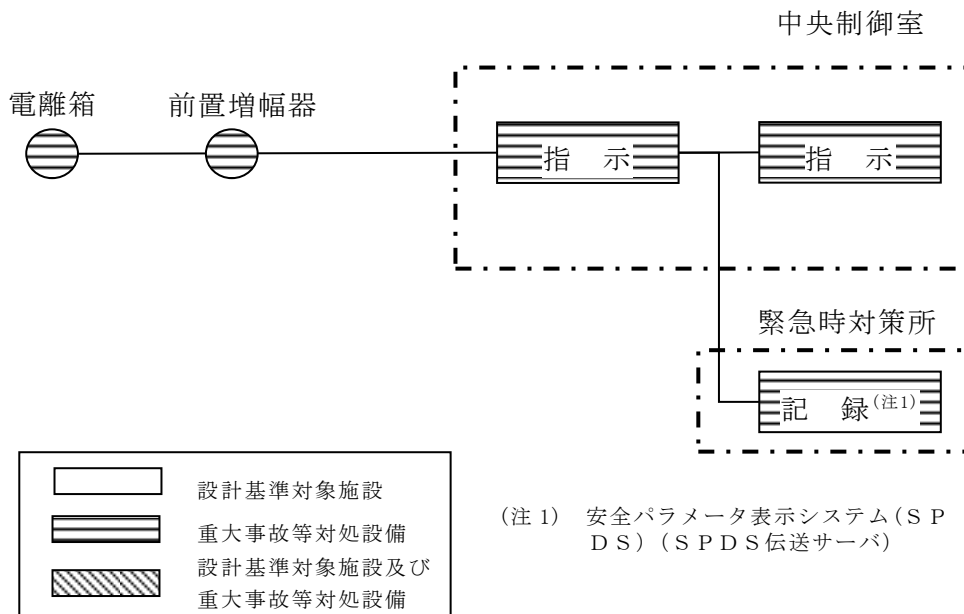 中央制御室
電離箱
前置増幅器
指 示
指 示
緊急時対策所
記 録(注1)
設計基準対象施設
重大事故等対処設備
設計基準対象施設及び
重大事故等対処設備
(注 1) 安全パラメータ表示システム(SP
DS)(SPDS伝送サーバ)